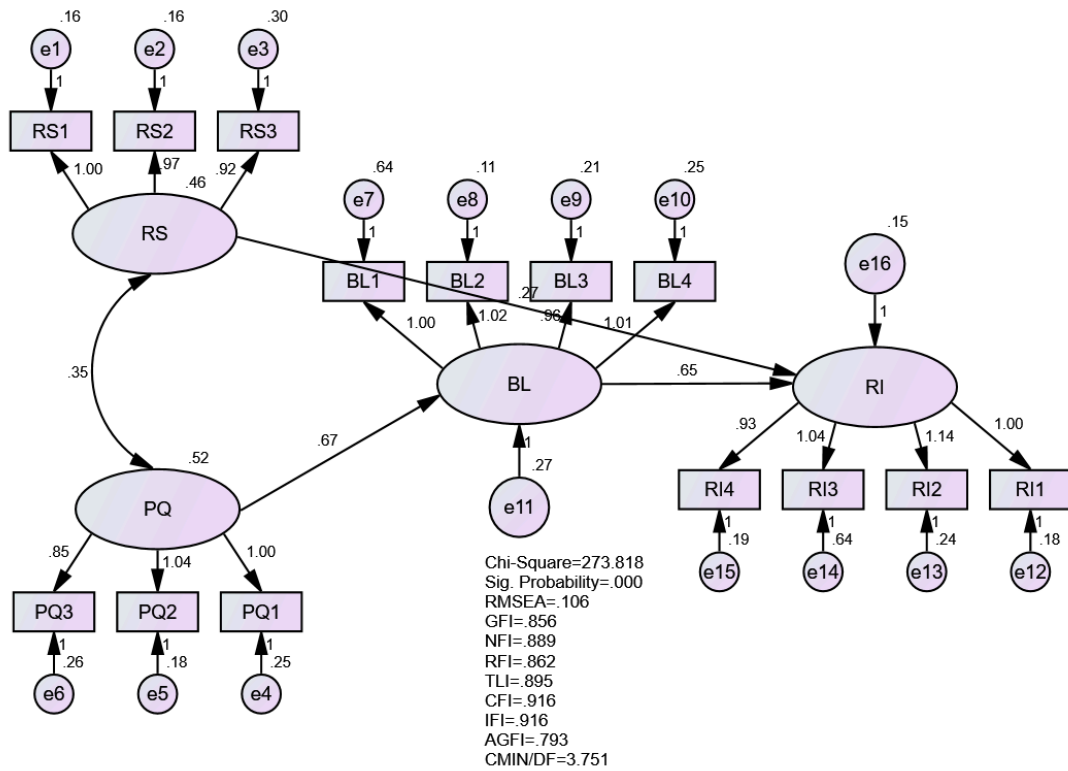 .16 .16 .30
e1 e2 e3
1 1 1
RS1 RS2 RS3
1.00 .97 .92
.46
RS
.64 .11 .21 .25
e7 e8 e9 e10
1 1 1 1
BL1 BL2 BL3 BL4
.27
1.00 1.02 .96 1.01
.15
e16
1
.35
BL
.65
RI
.67
1
.27
e11
.93 1.04 1.14 1.00
RI4 RI3 RI2 RI1
1 1 1 1
.19 .64 .24 .18
e15 e14 e13 e12
.52
PQ
.85 1.04 1.00
PQ3 PQ2 PQ1
1 1 1
.26 .18 .25
e6 e5 e4
Chi-Square=273.818
Sig. Probability=.000
RMSEA=.106
GFI=.856
NFI=.889
RFI=.862
TLI=.895
CFI=.916
IFI=.916
AGFI=.793
CMIN/DF=3.751